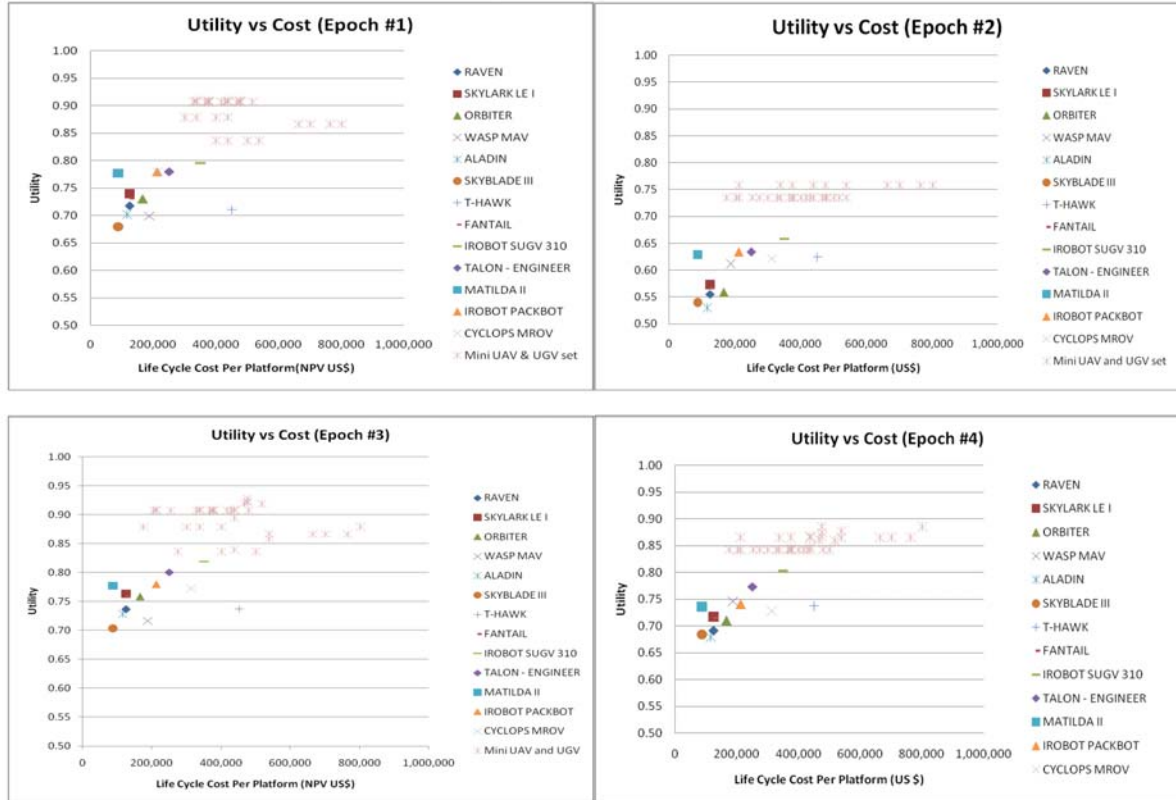 Utility vs Cost (Epoch #1)
1.00
0.95
0.90
0.85
0.80
0.75
0.70
0.65
0.60
0.55
0.50
Utility
0
200,000
400,000
600,000
800,000
1,000,000
Life Cycle Cost Per Platform(NPV US$)
RAVEN
SKYLARK LE I
ORBITER
WASP MAV
ALADIN
SKYBLADE III
T-HAWK
FANTAIL
IROBOT SUGV 310
TALON - ENGINEER
MATILDA II
IROBOT PACKBOT
CYCLOPS MROV
Mini UAV & UGV set
Utility vs Cost (Epoch #2)
1.00
0.95
0.90
0.85
0.80
0.75
0.70
0.65
0.60
0.55
0.50
Utility
0
200,000
400,000
600,000
800,000
1,000,000
Life Cycle Cost Per Platform (US$)
RAVEN
SKYLARK LE I
ORBITER
WASP MAV
ALADIN
SKYBLADE III
T-HAWK
FANTAIL
IROBOT SUGV 310
TALON - ENGINEER
MATILDA II
IROBOT PACKBOT
CYCLOPS MROV
Mini UAV and UGV set
Utility vs Cost (Epoch #3)
1.00
0.95
0.90
0.85
0.80
0.75
0.70
0.65
0.60
0.55
0.50
Utility
0
200,000
400,000
600,000
800,000
1,000,000
Life Cycle Cost Per Platform (NPV US$)
RAVEN
SKYLARK LE I
ORBITER
WASP MAV
ALADIN
SKYBLADE III
T-HAWK
FANTAIL
IROBOT SUGV 310
TALON - ENGINEER
MATILDA II
IROBOT PACKBOT
CYCLOPS MROV
Mini UAV and UGV
Utility vs Cost (Epoch #4)
1.00
0.95
0.90
0.85
0.80
0.75
0.70
0.65
0.60
0.55
0.50
Utility
0
200,000
400,000
600,000
800,000
1,000,000
Life Cycle Cost Per Platform (US $)
RAVEN
SKYLARK LE I
ORBITER
WASP MAV
ALADIN
SKYBLADE III
T-HAWK
FANTAIL
IROBOT SUGV 310
TALON - ENGINEER
MATILDA II
IROBOT PACKBOT
CYCLOPS MROV